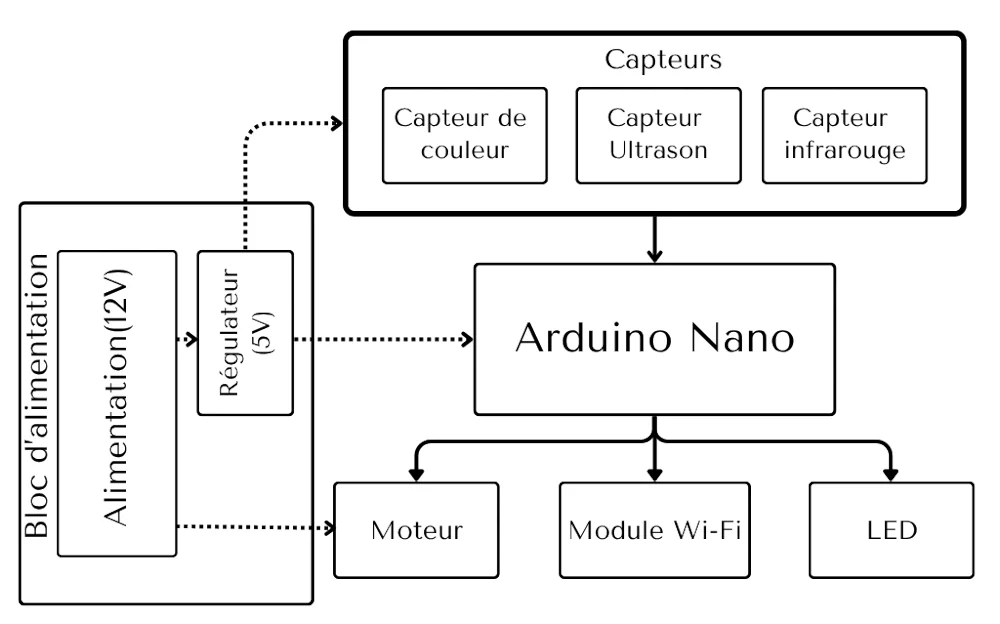 Capteurs
Capteur de
couleur
Capteur
Ultrason
Capteur
infrarouge
Bloc d'alimentation
Alimentation(12V)
Régulateur
(5V)
Arduino Nano
Moteur
Module Wi-Fi
LED